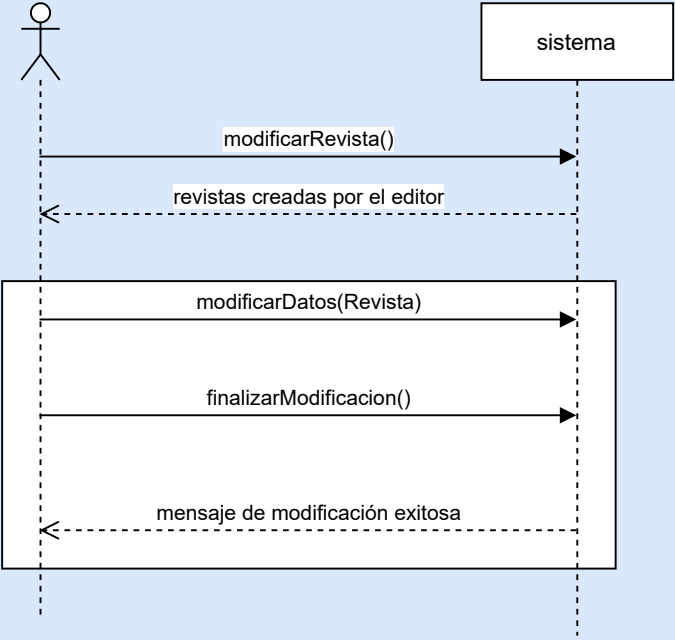 sistema
modificarRevista()
revistas creadas por el editor
modificarDatos(Revista)
finalizarModificacion()
mensaje de modificación exitosa